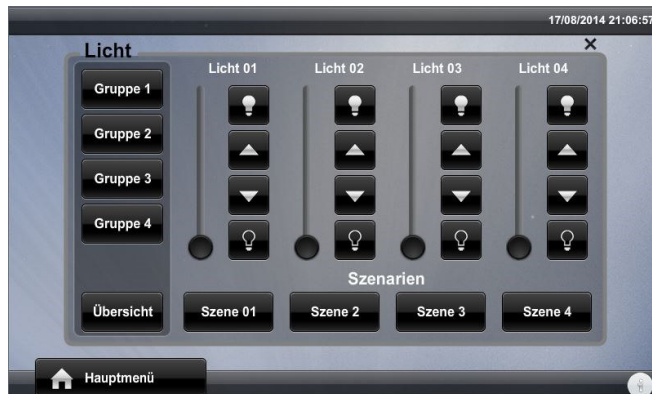 17/08/2014 21:06:57
Licht
Licht 01 Licht 02 Licht 03 Licht 04
Gruppe 1
Gruppe 2
Gruppe 3
Gruppe 4
Szenarien
Übersicht Szene 01 Szene 2 Szene 3 Szene 4
Hauptmenü